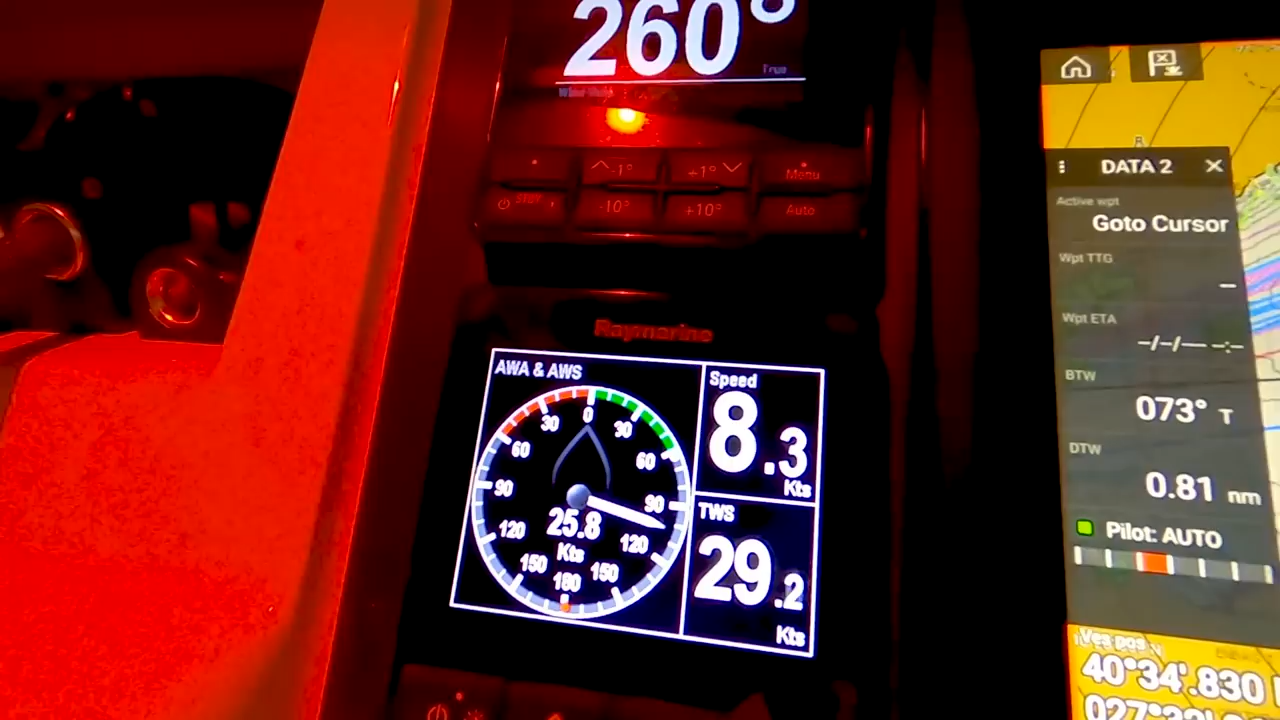 260°
True
-1°
+1°
Menu
-10°
+10°
Auto
Raymarine
AWA & AWS
0
30
30
60
60
90
90
120
120
150
150
180
25.8
Kts
Speed
8.3
Kts
TWS
29.2
Kts
DATA 2
Active wpt
Goto Cursor
Wpt TTG
--
Wpt ETA
--/--/---- --:--
BTW
073° T
DTW
0.81 nm
Pilot: AUTO
Ves pos
40°34'.830